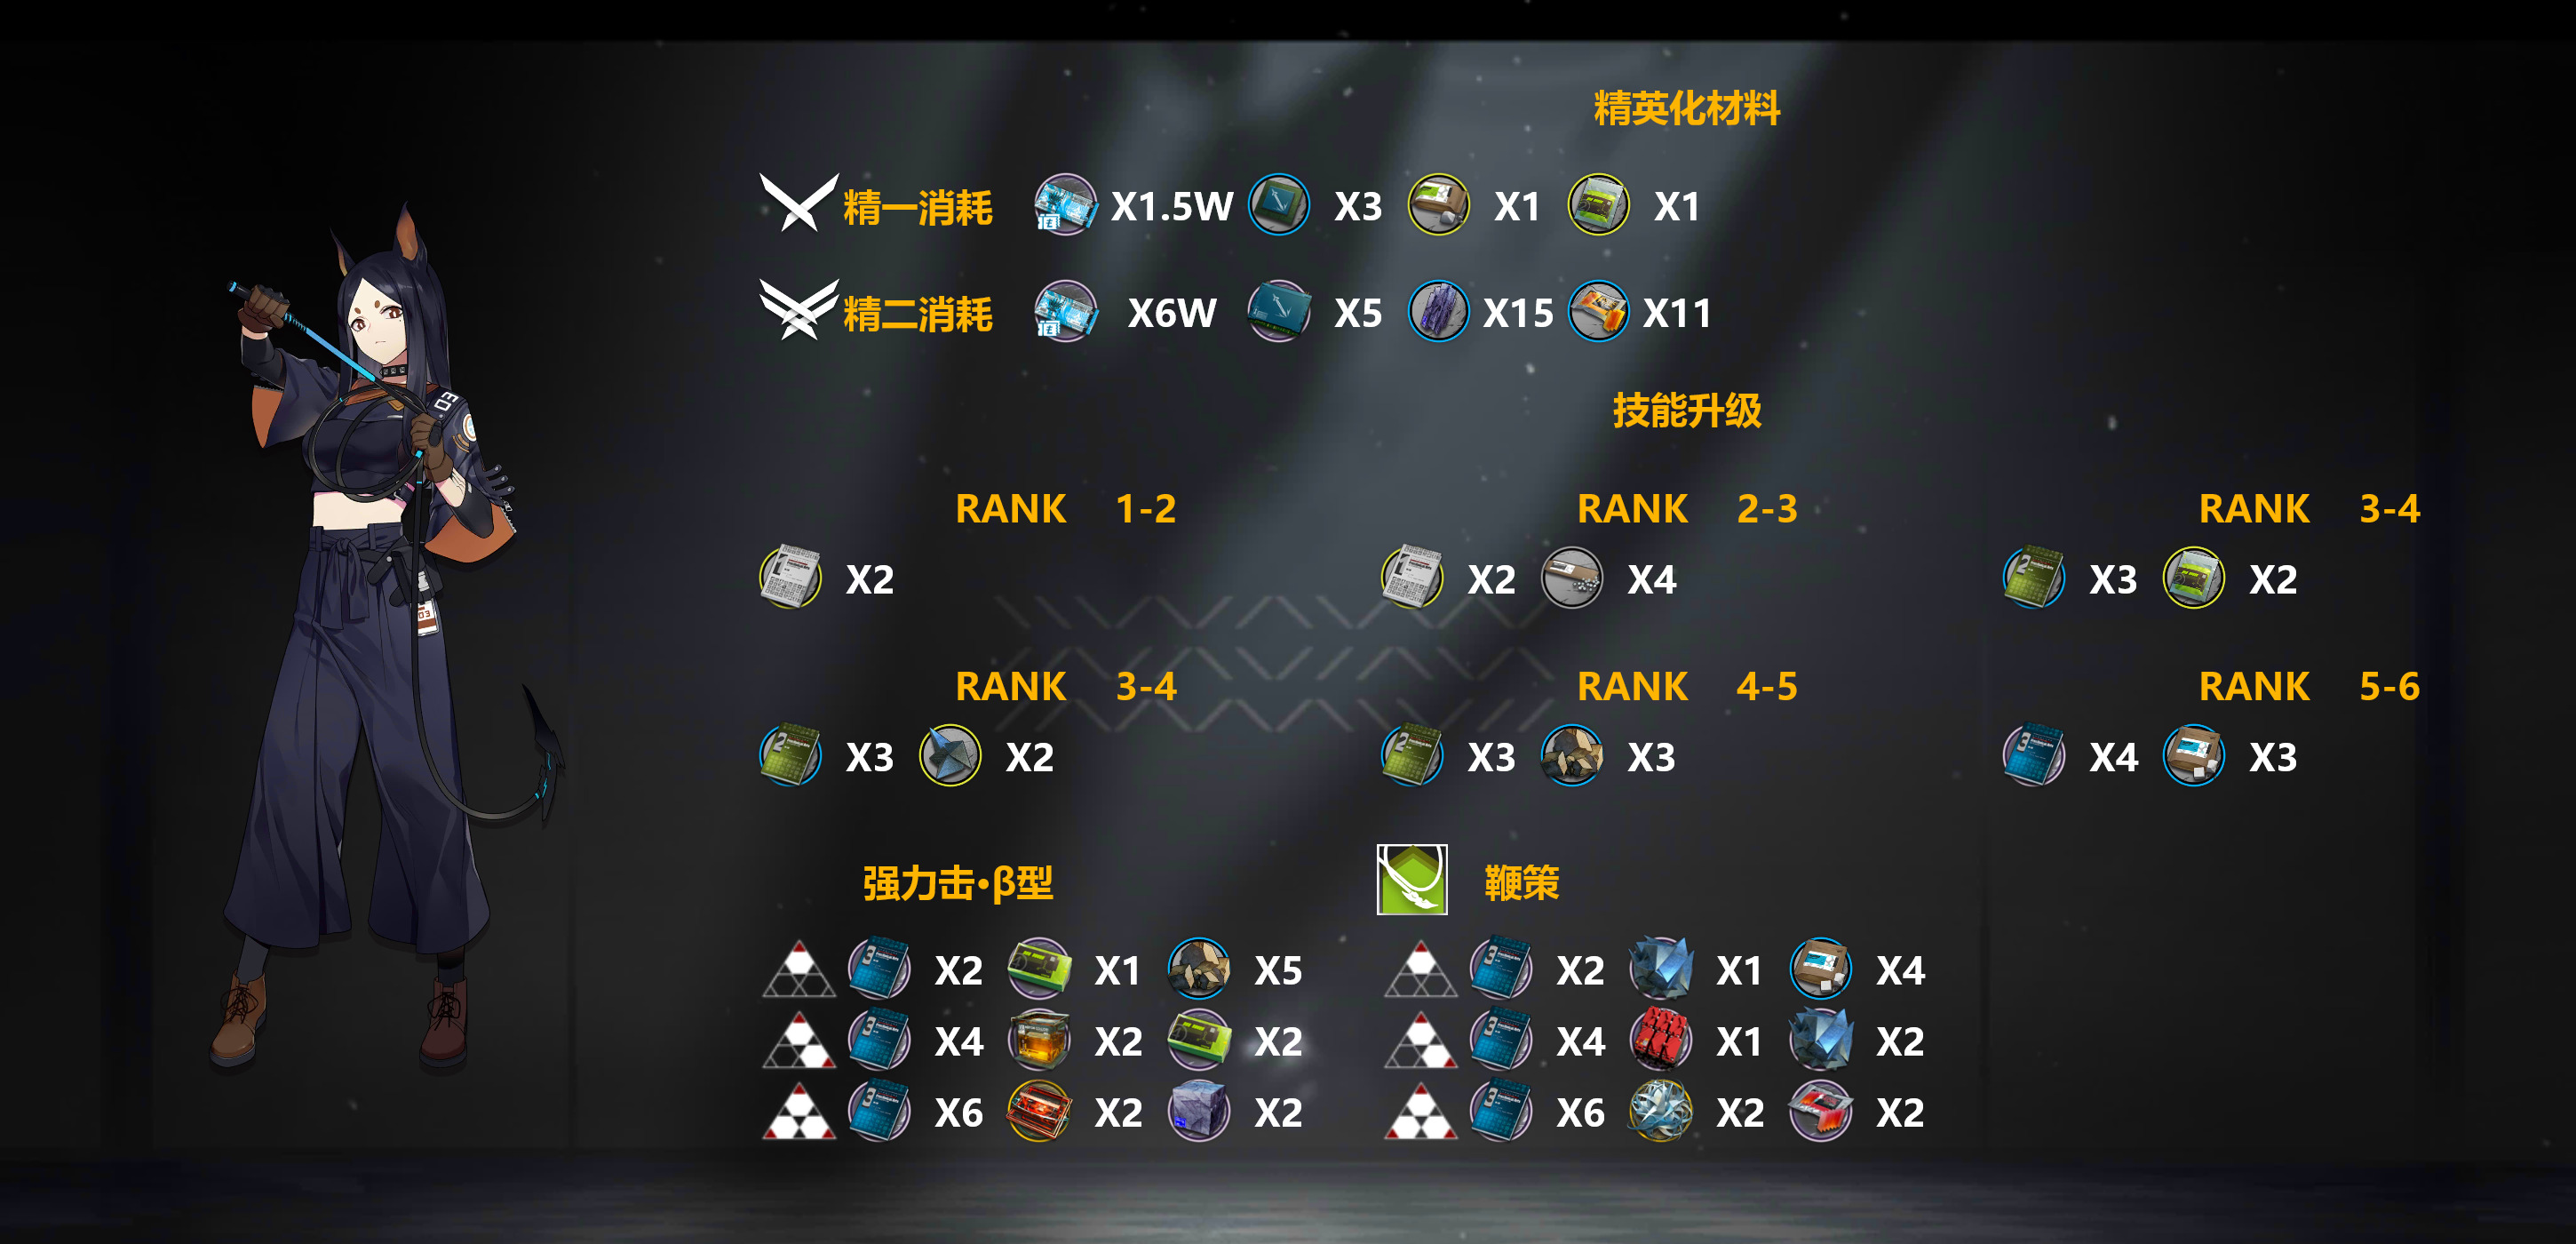 精英化材料
精一消耗 X1.5W X3 X1 X1
精二消耗 X6W X5 X15 X11
技能升级
RANK 1-2 RANK 2-3 RANK 3-4
X2 X2 X4 X3 X2
RANK 3-4 RANK 4-5 RANK 5-6
X3 X2 X3 X3 X4 X3
强力击·β型 鞭策
X2 X1 X5 X2 X1 X4
X4 X2 X2 X4 X1 X2
X6 X2 X2 X6 X2 X2